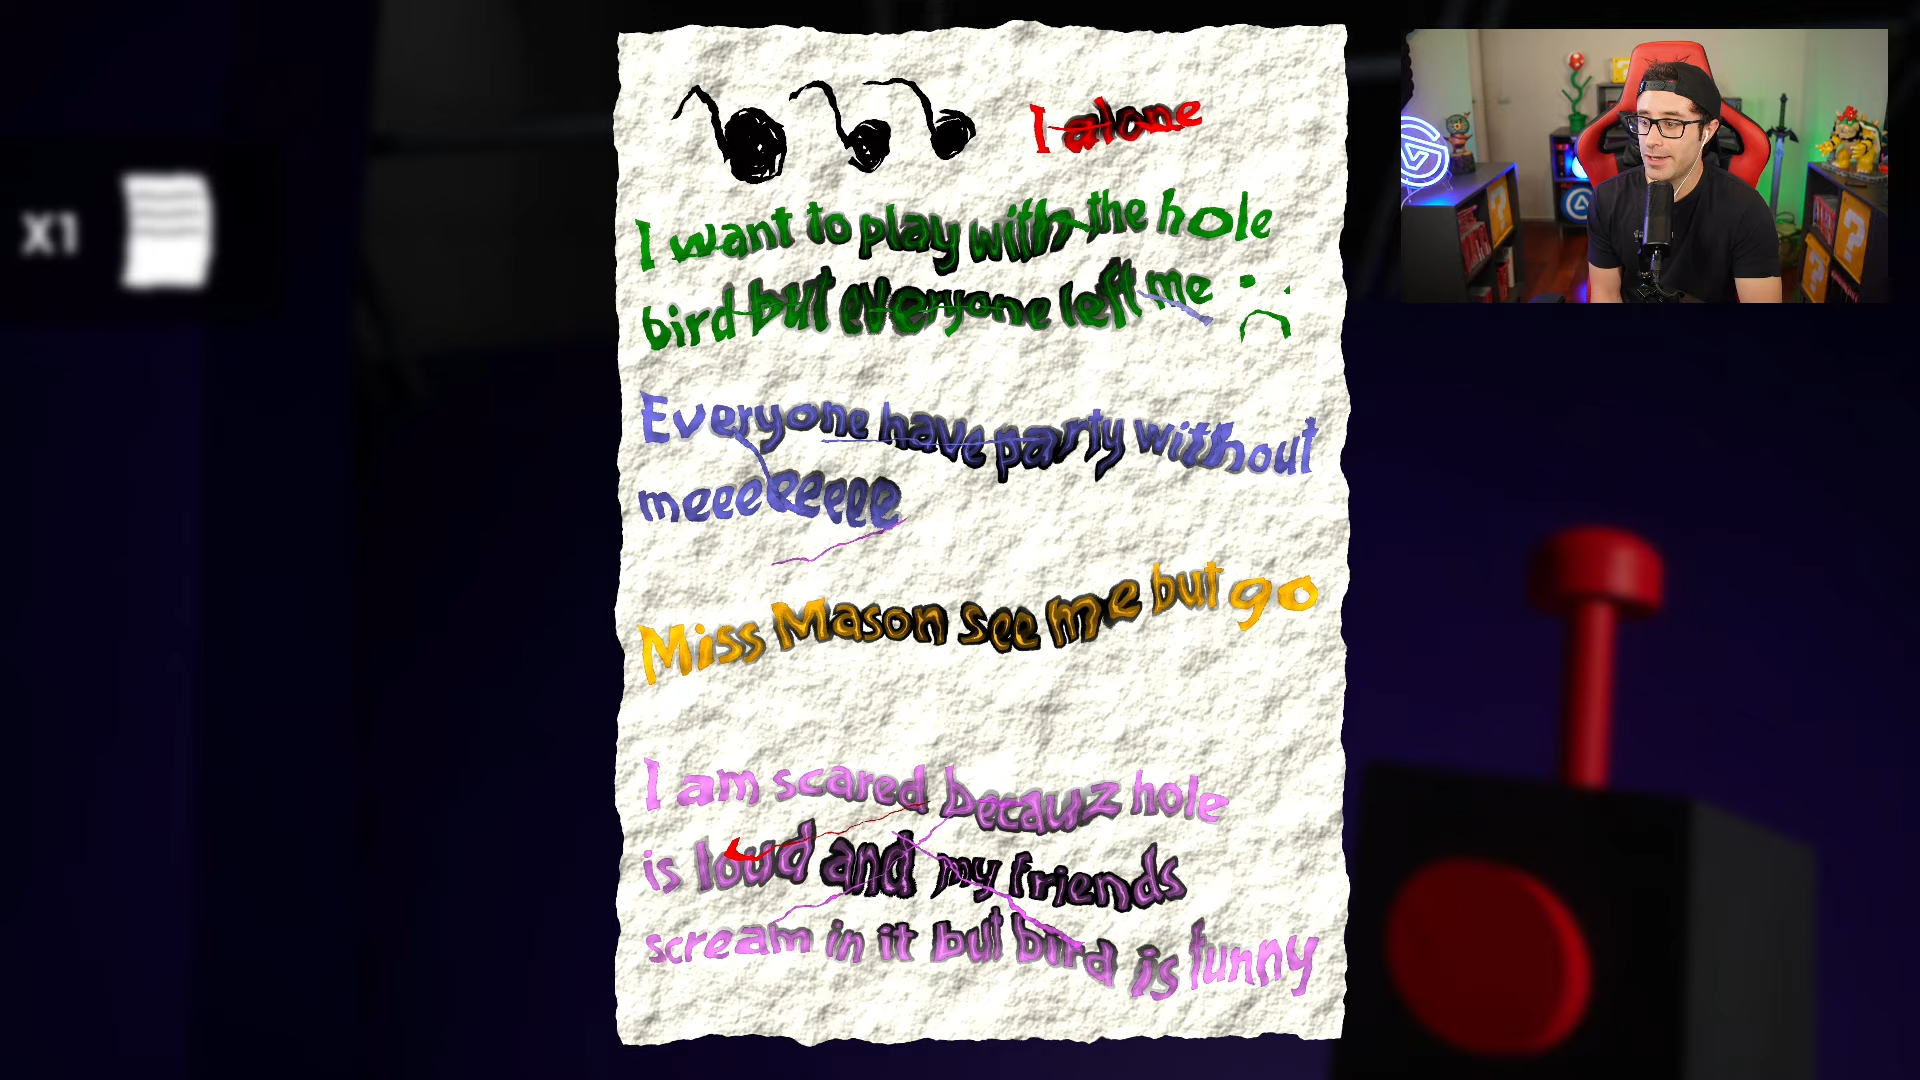 X1
I alone
I want to play with the hole
bird but everyone left me :(
Everyone have party without
meeeeeeee
Miss Mason see me but go
I am scared becauz hole
is loud and my friends
scream in it but bird is funny